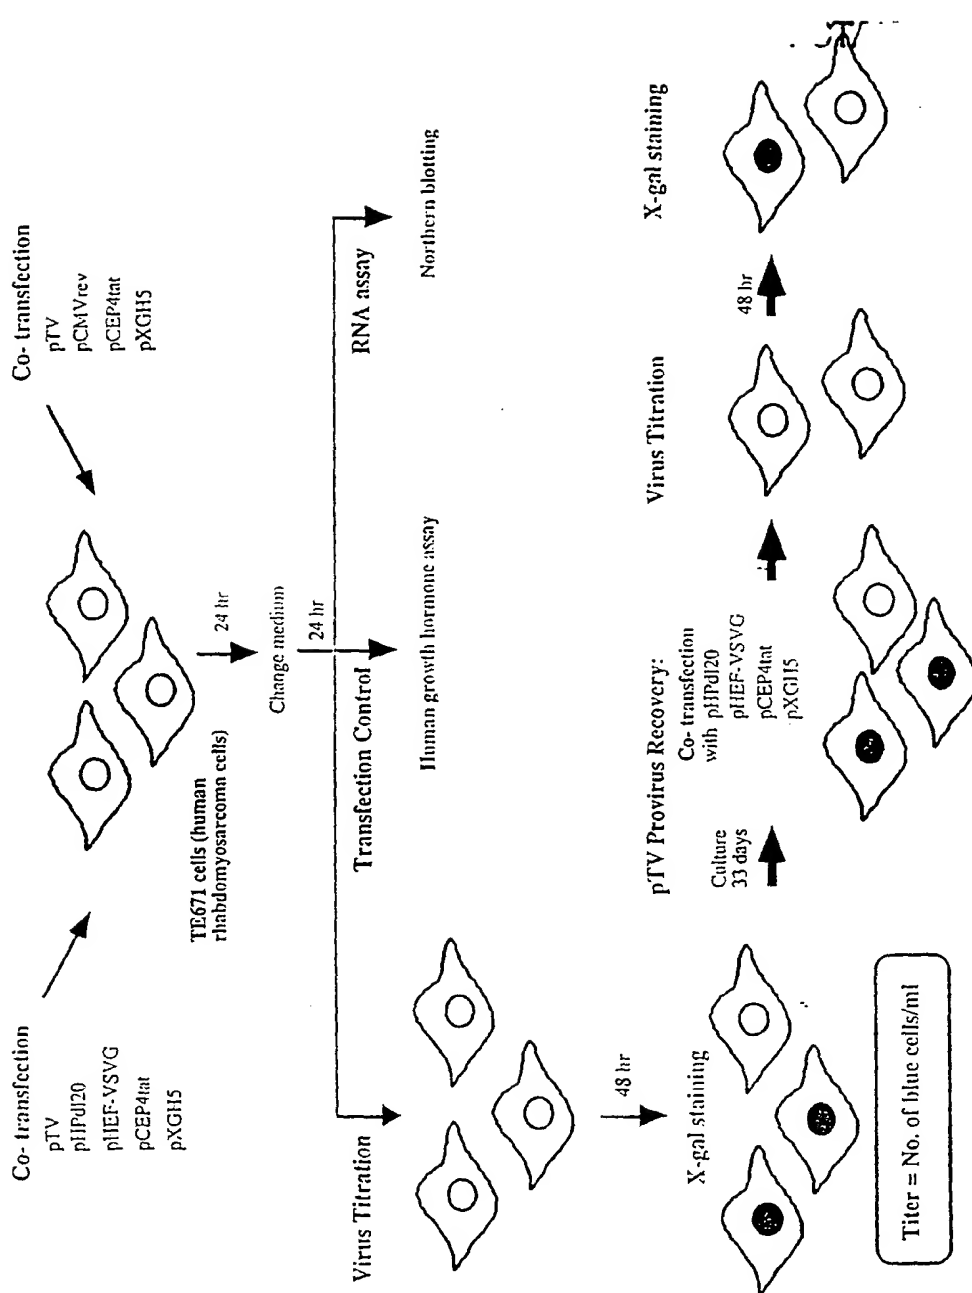 Co- transfection
pTV
pHPdl20
pHEF-VSVG
pCEP4tat
pXGH5
Co- transfection
pTV
pCMVrev
pCEP4tat
pXGH5
TE671 cells (human
rhabdomyosarcoma cells)
24 hr
Change medium
24 hr
Virus Titration
Transfection Control
RNA assay
Human growth hormone assay
Northern blotting
48 hr
X-gal staining
Titer = No. of blue cells/ml
Culture
33 days
pTV Provirus Recovery:
Co- transfection
with pHPdl20
pHEF-VSVG
pCEP4tat
pXGH5
Virus Titration
48 hr
X-gal staining